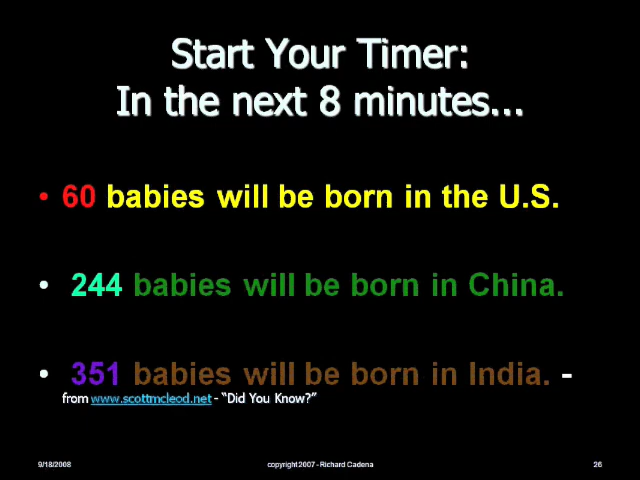 Start Your Timer:
In the next 8 minutes...
• 60 babies will be born in the U.S.
• 244 babies will be born in China.
• 351 babies will be born in India. -
from www.scottmcleod.net - “Did You Know?”
9/18/2008 copyright 2007 - Richard Cadena 26